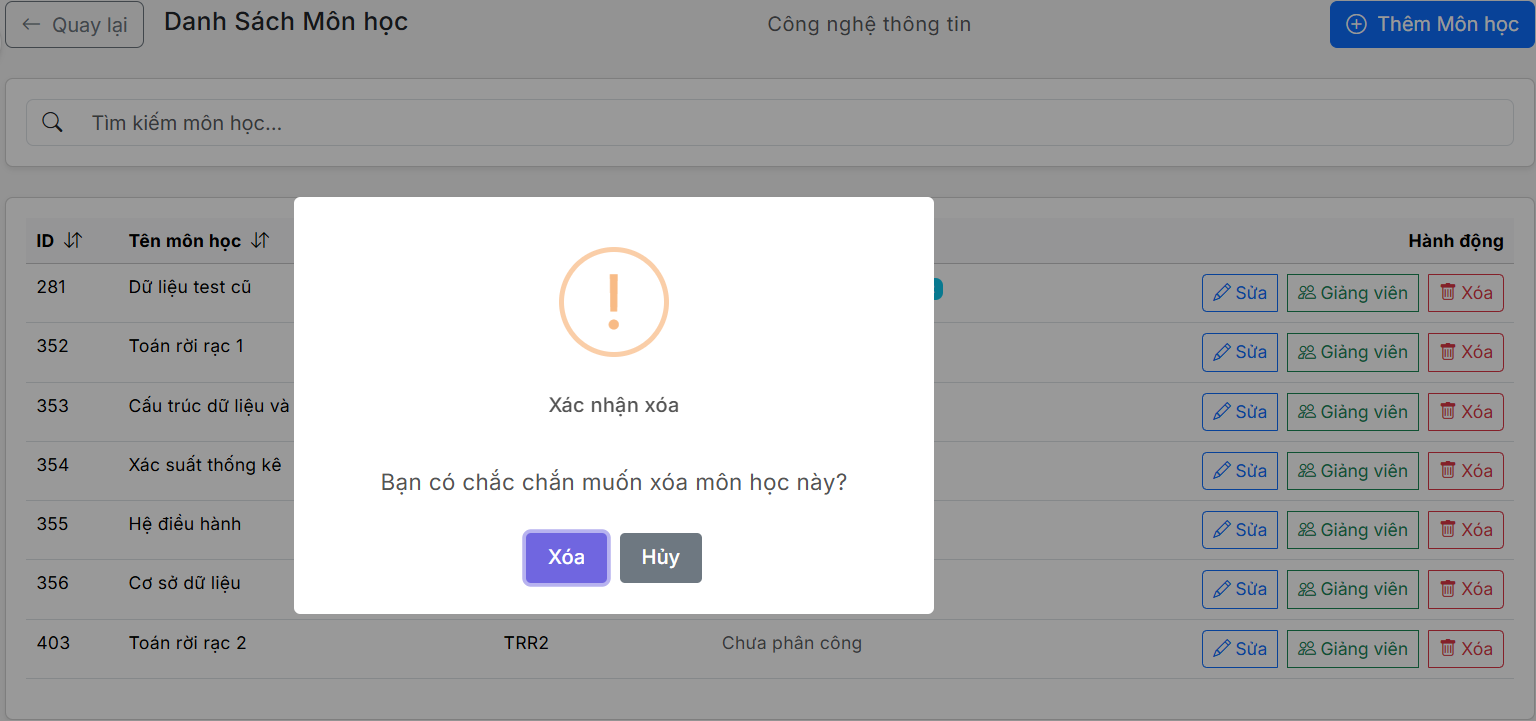 Quay lại Danh Sách Môn học Công nghệ thông tin Thêm Môn học
Tìm kiếm môn học...
ID Tên môn học Hành động
281 Dữ liệu test cũ Sửa Giảng viên Xóa
352 Toán rời rạc 1 Sửa Giảng viên Xóa
353 Cấu trúc dữ liệu và Sửa Giảng viên Xóa
354 Xác suất thống kê Sửa Giảng viên Xóa
355 Hệ điều hành Sửa Giảng viên Xóa
356 Cơ sở dữ liệu Sửa Giảng viên Xóa
403 Toán rời rạc 2 TRR2 Chưa phân công Sửa Giảng viên Xóa
!
Xác nhận xóa
Bạn có chắc chắn muốn xóa môn học này?
Xóa Hủy